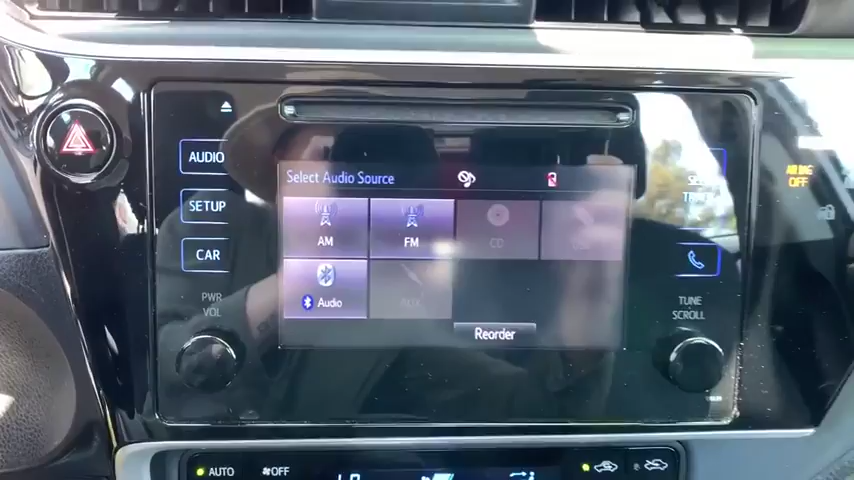 AUDIO
SETUP
CAR
PWR
VOL
Select Audio Source
AM
FM
CD
Audio
AUX
Reorder
TUNE
SCROLL
AIR BAG
OFF
AUTO
OFF